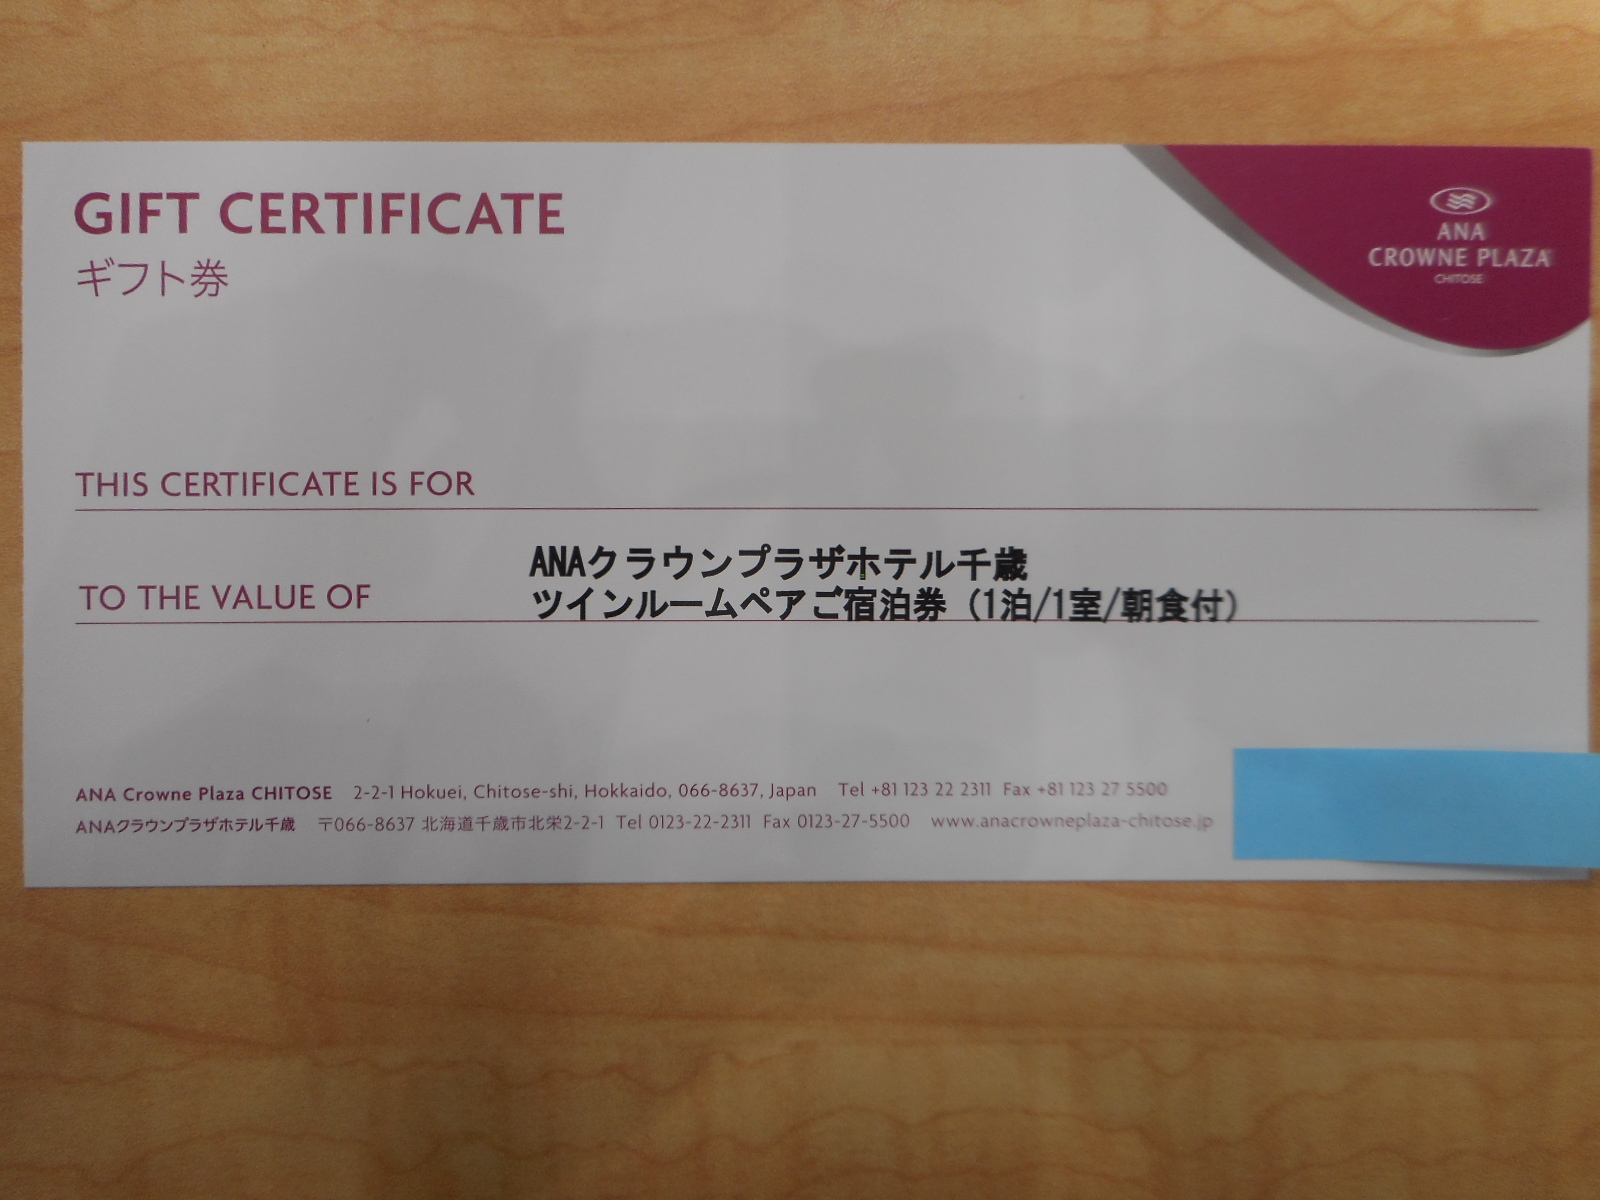 GIFT CERTIFICATE
ギフト券
ANA
CROWNE PLAZA
CHITOSE
THIS CERTIFICATE IS FOR
TO THE VALUE OF
ANAクラウンプラザホテル千歳
ツインルームペアご宿泊券（1泊/1室/朝食付）
ANA Crowne Plaza CHITOSE 2-2-1 Hokuei, Chitose-shi, Hokkaido, 066-8637, Japan Tel +81 123 22 2311 Fax +81 123 27 5500
ANAクラウンプラザホテル千歳 〒066-8637 北海道千歳市北栄2-2-1 Tel 0123-22-2311 Fax 0123-27-5500 www.anacrowneplaza-chitose.jp